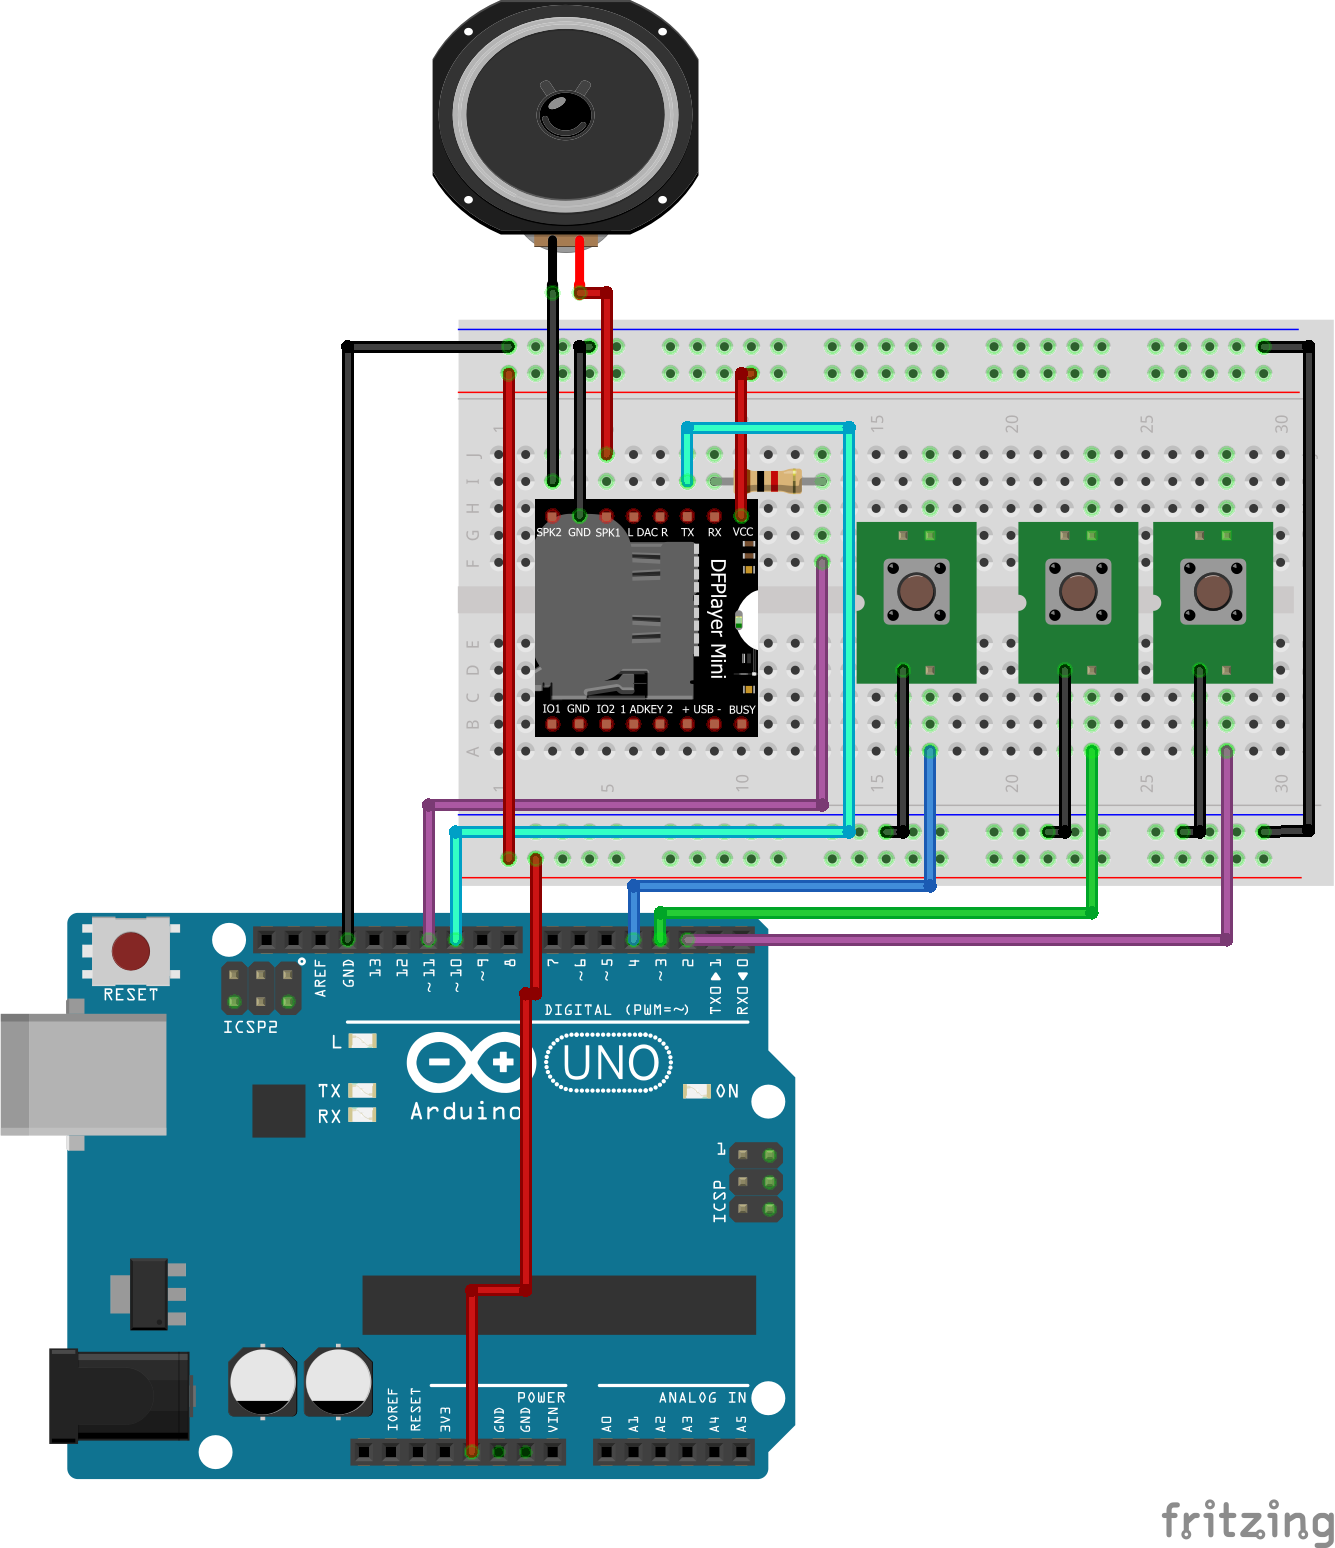 1
15
20
25
30
J
I
H
G
F
SPK2 GND SPK1 L DAC R TX RX VCC
DFPlayer Mini
E
D
C
B
A
IO1 GND IO2 1 ADKEY 2 + USB - BUSY
1
5
10
15
20
25
30
RESET
ICSP2
AREF
GND
13
12
~11
~10
~9
8
7
~6
~5
4
~3
2
TX0 1
RX0 0
DIGITAL (PWM=~)
L
TX
RX
Arduino
UNO
ON
1
ICSP
IOREF
RESET
3V3
GND
GND
VIN
POWER
ANALOG IN
A0
A1
A2
A3
A4
A5
fritzing